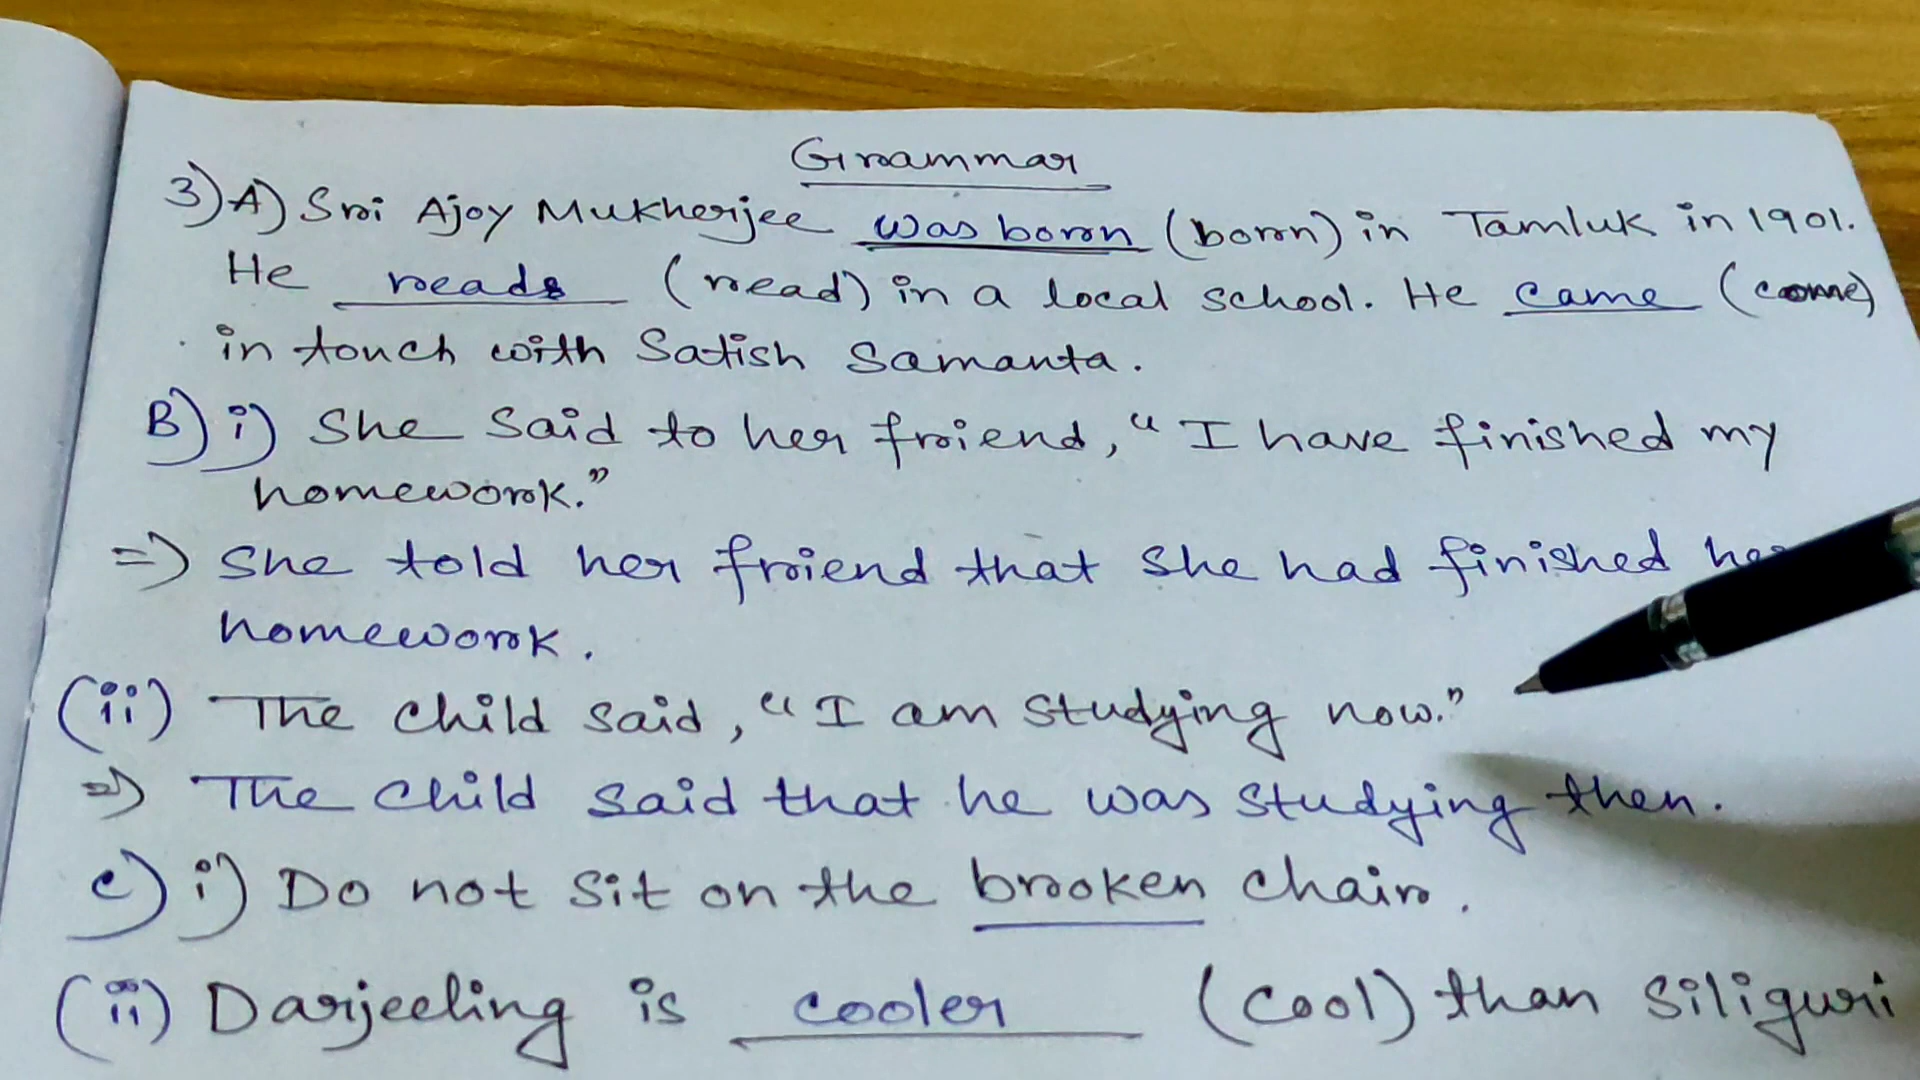 Grammar
3) A) Sri Ajoy Mukherjee was born (born) in Tamluk in 1901.
He reads (read) in a local school. He came (come)
in touch with Satish Samanta.
B) i) She said to her friend, "I have finished my
homework."
=> She told her friend that she had finished
homework.
(ii) The child said, "I am studying now."
=> The child said that he was studying then.
C) i) Do not sit on the broken chair.
(ii) Darjeeling is cooler (cool) than Siliguri